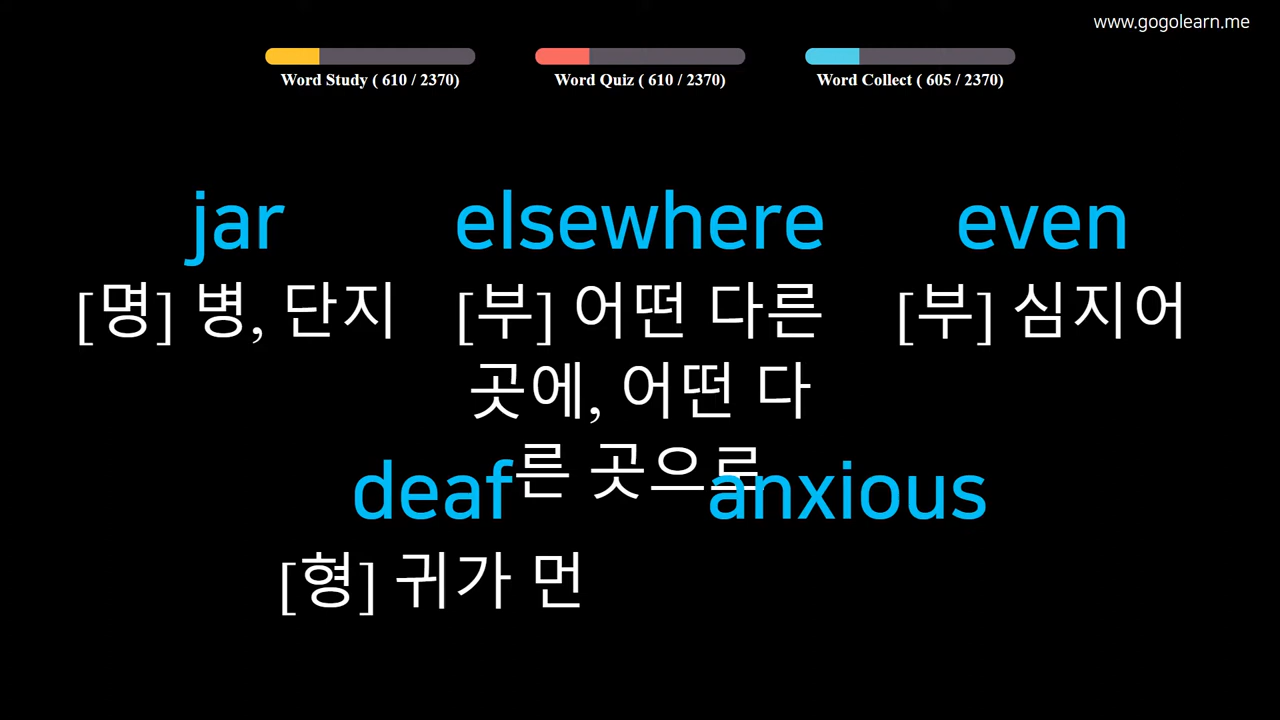 www.gogolearn.me
Word Study ( 610 / 2370)
Word Quiz ( 610 / 2370)
Word Collect ( 605 / 2370)
jar
[명] 병, 단지
elsewhere
[부] 어떤 다른
곳에, 어떤 다
른 곳으로
even
[부] 심지어
deaf
[형] 귀가 먼
anxious